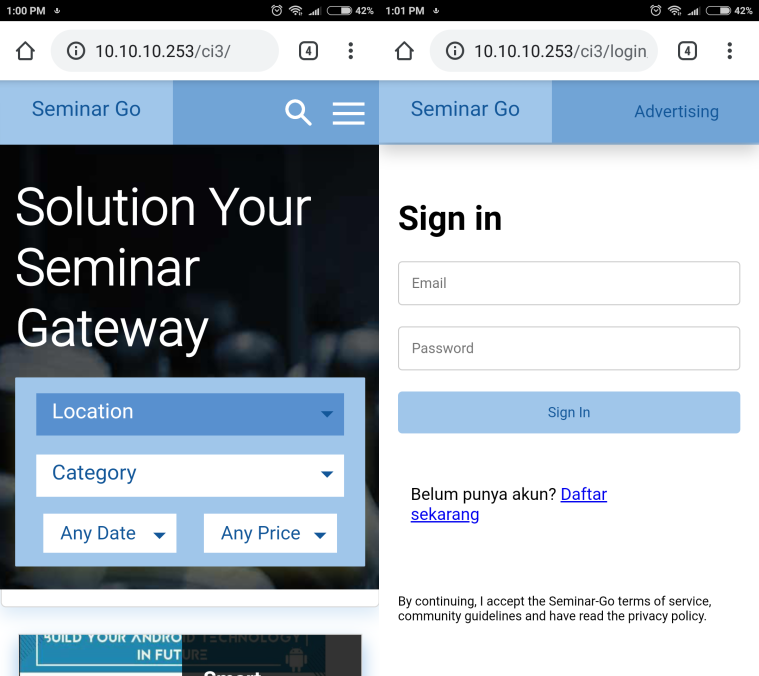 1:00 PM
42%
10.10.10.253/ci3/
4
Seminar Go
Solution Your
Seminar
Gateway
Location
Category
Any Date
Any Price
BUILD YOUR ANDROID TECHNOLOGY
IN FUTURE
Smart
1:01 PM
42%
10.10.10.253/ci3/login
4
Seminar Go
Advertising
Sign in
Email
Password
Sign In
Belum punya akun? Daftar
sekarang
By continuing, I accept the Seminar-Go terms of service,
community guidelines and have read the privacy policy.